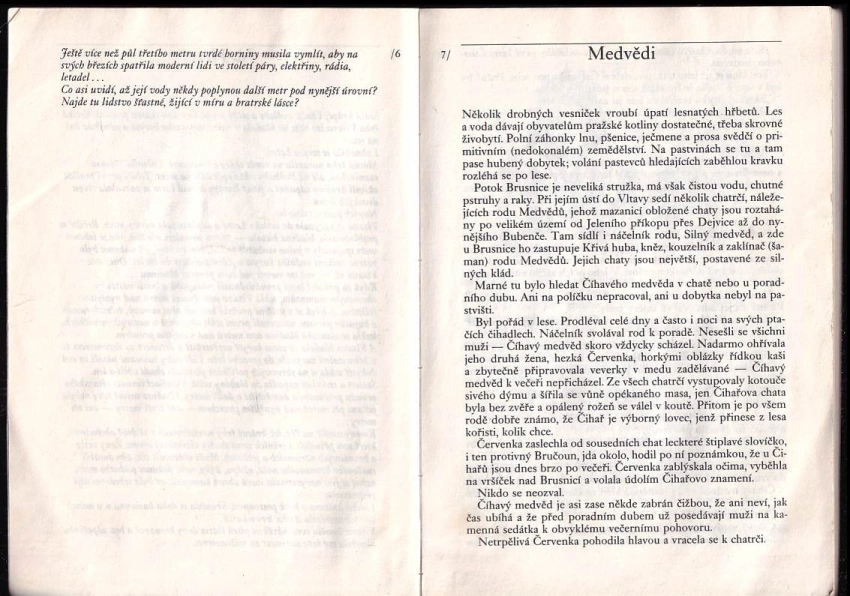 Ještě více než půl třetího metru tvrdé horniny musila vymlít, aby na
svých březích spatřila moderní lidi ve století páry, elektřiny, rádia,
letadel...
Co asi uvidí, až její vody někdy poplynou další metr pod nynější úrovní?
Najde tu lidstvo šťastné, žijící v míru a bratrské lásce?
/6
7/
Medvědi
Několik drobných vesniček vroubí úpatí lesnatých hřbetů. Les
a voda dávají obyvatelům pražské kotliny dostatečné, třeba skrovné
živobytí. Polní záhonky lnu, pšenice, ječmene a prosa svědčí o pri-
mitivním (nedokonalém) zemědělství. Na pastvinách se tu a tam
pase hubený dobytek; volání pastevců hledajících zaběhlou kravku
rozléhá se po lese.
Potok Brusnice je neveliká stružka, má však čistou vodu, chutné
pstruhy a raky. Při jejím ústí do Vltavy sedí několik chatrčí, náleže-
jících rodu Medvědů, jehož mazanicí obložené chaty jsou roztahá-
ny po velikém území od Jeleního příkopu přes Dejvice až do ny-
nějšího Bubenče. Tam sídlí i náčelník rodu, Silný medvěd, a zde
u Brusnice ho zastupuje Křivá huba, kněz, kouzelník a zaklínač (ša-
man) rodu Medvědů. Jejich chaty jsou největší, postavené ze sil-
ných klád.
Marné tu bylo hledat Číhavého medvěda v chatě nebo u porad-
ního dubu. Ani na políčku nepracoval, ani u dobytka nebyl na pa-
stvišti.
Byl pořád v lese. Prodléval celé dny a často i noci na svých pta-
čích čihadlech. Náčelník svolával rod k poradě. Nesešli se všichni
muži — Číhavý medvěd skoro vždycky scházel. Nadarmo ohřívala
jeho druhá žena, hezká Červenka, horkými oblázky řídkou kaši
a zbytečně připravovala veverky v medu zadělávané — Číhavý
medvěd k večeři nepřicházel. Ze všech chatrčí vystupovaly kotouče
sivého dýmu a šířila se vůně opékaného masa, jen Čihařova chata
byla bez zvěře a opálený rožeň se válel v koutě. Přitom je po všem
rodě dobře známo, že Čihař je výborný lovec, jenž přinese z lesa
kořisti, kolik chce.
Červenka zaslechla od sousedních chat leckteré štiplavé slovíčko,
i ten protivný Bručoun, jda okolo, hodil po ní poznámkou, že u Či-
hařů jsou dnes brzo po večeři. Červenka zablýskala očima, vyběhla
na vršíček nad Brusnicí a volala údolím Čihařovo znamení.
Nikdo se neozval.
Číhavý medvěd je asi zase někde zabrán čižbou, že ani neví, jak
čas ubíhá a že před poradním dubem už posedávají muži na ka-
menná sedátka k obvyklému večernímu pohovoru.
Netrpělivá Červenka pohodila hlavou a vracela se k chatrči.